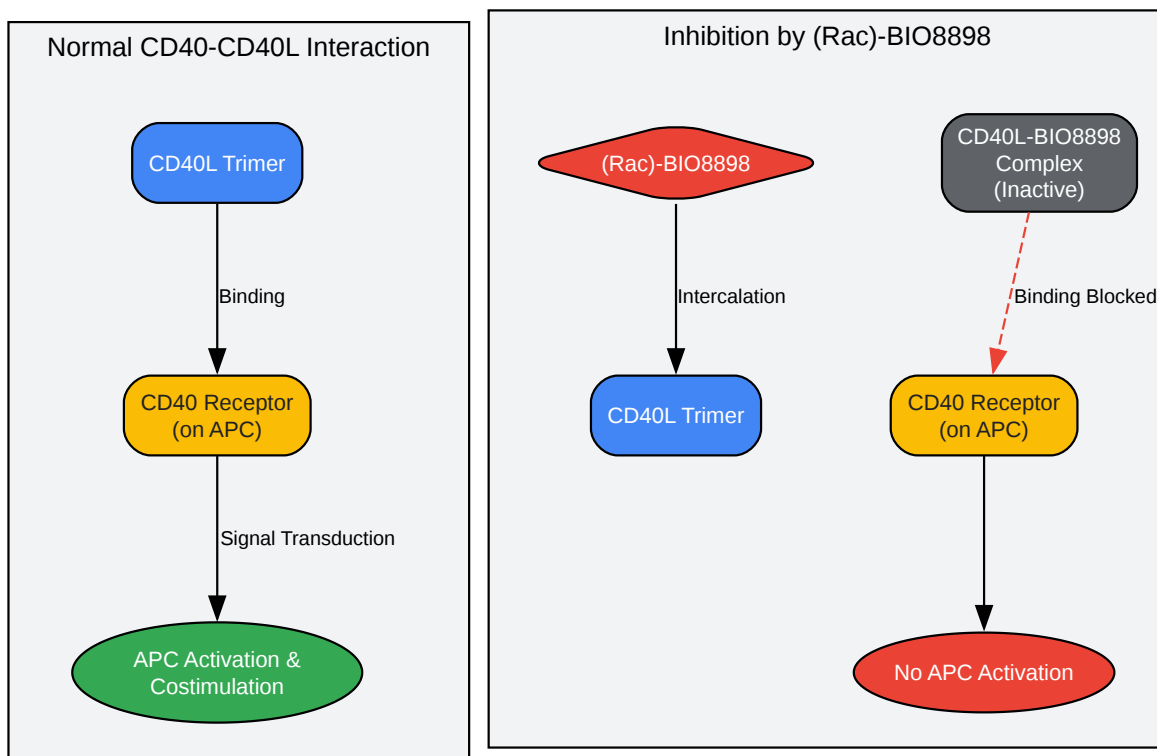 Normal CD40-CD40L Interaction
CD40L Trimer
Binding
CD40 Receptor
(on APC)
Signal Transduction
APC Activation &
Costimulation
Inhibition by (Rac)-BIO8898
(Rac)-BIO8898
Intercalation
CD40L Trimer
CD40L-BIO8898
Complex
(Inactive)
Binding Blocked
CD40 Receptor
(on APC)
No APC Activation